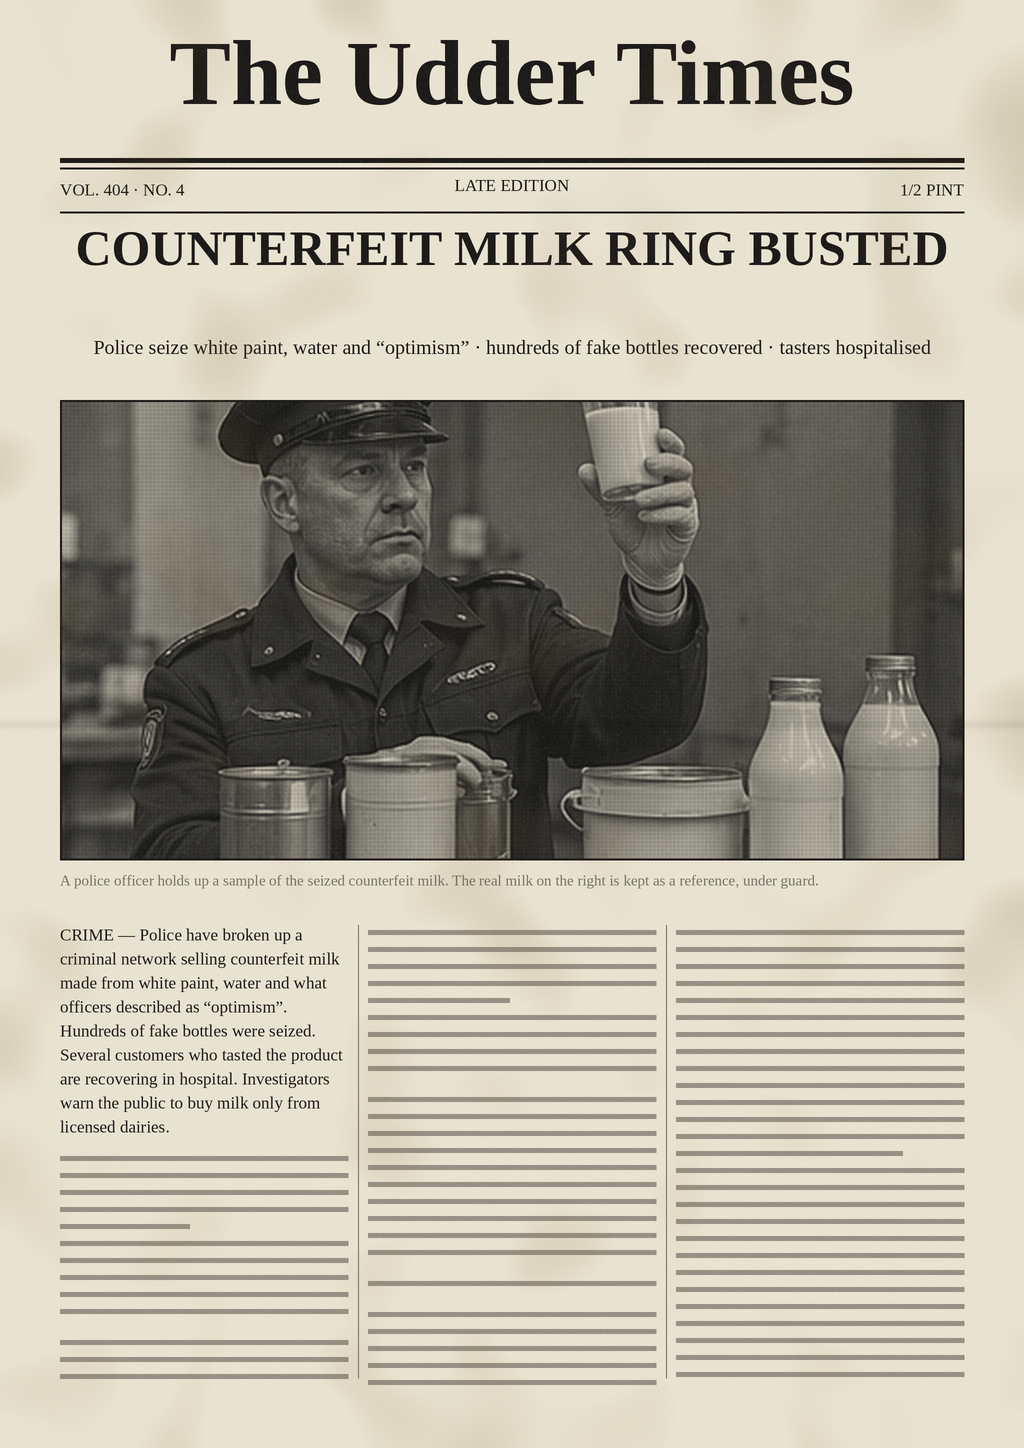 The Udder Times
VOL. 404 · NO. 4
LATE EDITION
1/2 PINT
COUNTERFEIT MILK RING BUSTED
Police seize white paint, water and “optimism” · hundreds of fake bottles recovered · tasters hospitalised
A police officer holds up a sample of the seized counterfeit milk. The real milk on the right is kept as a reference, under guard.
CRIME — Police have broken up a
criminal network selling counterfeit milk
made from white paint, water and what
officers described as “optimism”.
Hundreds of fake bottles were seized.
Several customers who tasted the product
are recovering in hospital. Investigators
warn the public to buy milk only from
licensed dairies.